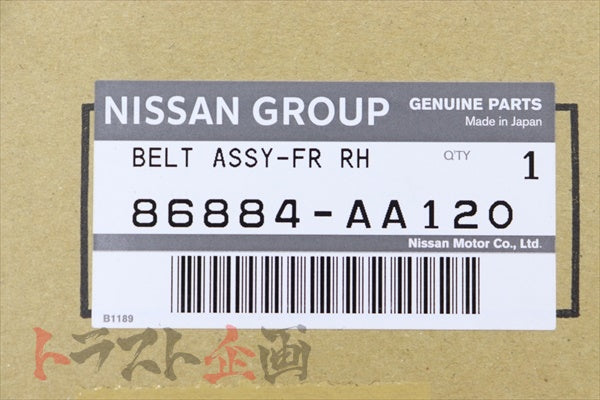 NISSAN GROUP
GENUINE PARTS
Made in Japan
BELT ASSY-FR RH
Q'TY
1
86884-AA120
Nissan Motor Co., Ltd.
B1189
トラスト企画